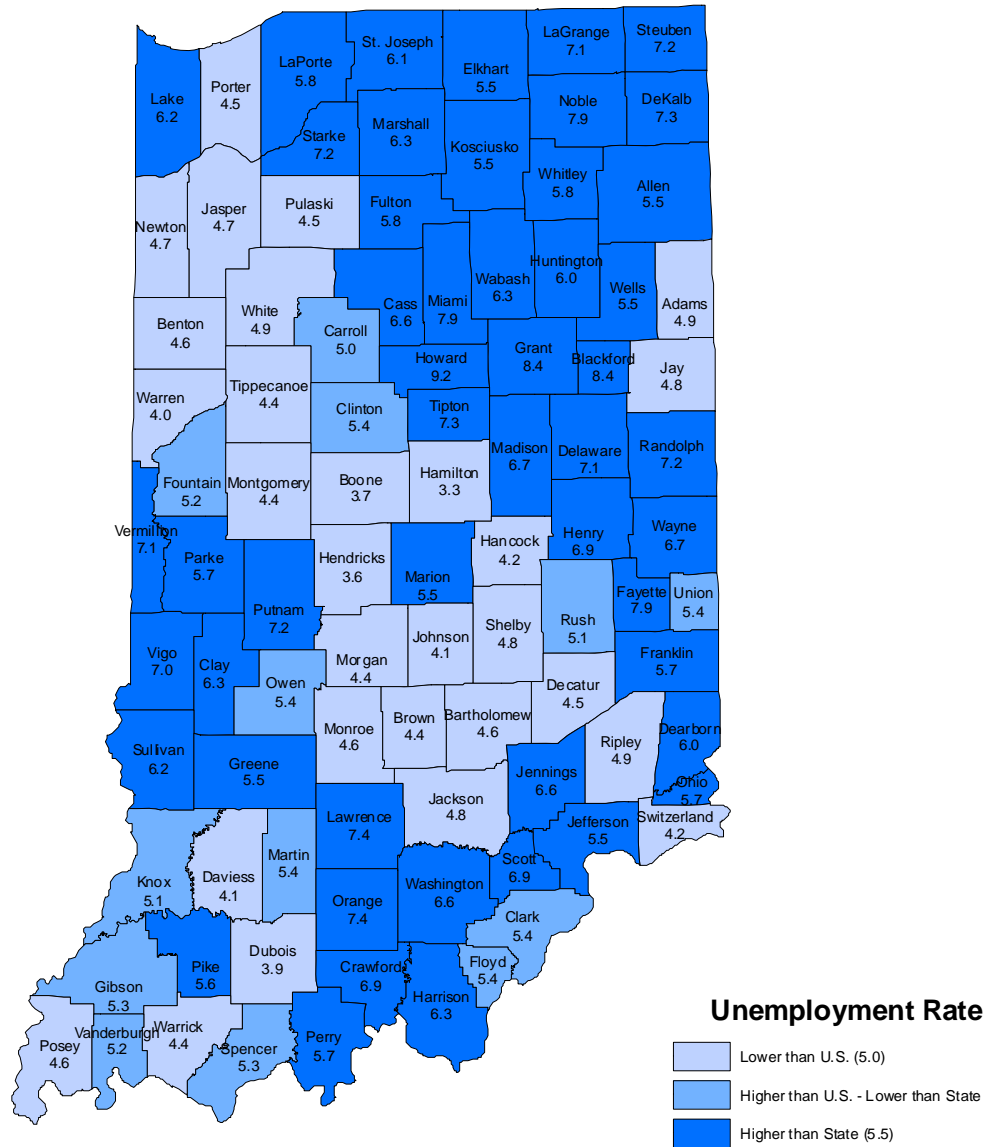 LaGrange
7.1
Steuben
7.2
St. Joseph
6.1
LaPorte
5.8
Elkhart
5.5
Porter
4.5
Lake
6.2
Noble
7.9
DeKalb
7.3
Marshall
6.3
Starke
7.2
Kosciusko
5.5
Whitley
5.8
Allen
5.5
Jasper
4.7
Pulaski
4.5
Fulton
5.8
Newton
4.7
Huntington
6.0
Wabash
6.3
Wells
5.5
Adams
4.9
Miami
7.9
Cass
6.6
White
4.9
Carroll
5.0
Benton
4.6
Grant
8.4
Blackford
8.4
Howard
9.2
Jay
4.8
Tippecanoe
4.4
Warren
4.0
Clinton
5.4
Tipton
7.3
Madison
6.7
Delaware
7.1
Randolph
7.2
Fountain
5.2
Montgomery
4.4
Boone
3.7
Hamilton
3.3
Vermillion
7.1
Parke
5.7
Hendricks
3.6
Marion
5.5
Hancock
4.2
Henry
6.9
Wayne
6.7
Putnam
7.2
Fayette
7.9
Union
5.4
Rush
5.1
Shelby
4.8
Johnson
4.1
Morgan
4.4
Vigo
7.0
Clay
6.3
Owen
5.4
Franklin
5.7
Decatur
4.5
Monroe
4.6
Brown
4.4
Bartholomew
4.6
Dearborn
6.0
Ripley
4.9
Sullivan
6.2
Greene
5.5
Jennings
6.6
Ohio
5.7
Jackson
4.8
Lawrence
7.4
Jefferson
5.5
Switzerland
4.2
Martin
5.4
Daviess
4.1
Knox
5.1
Scott
6.9
Washington
6.6
Orange
7.4
Clark
5.4
Dubois
3.9
Pike
5.6
Crawford
6.9
Floyd
5.4
Harrison
6.3
Gibson
5.3
Posey
4.6
Vanderburgh
5.2
Warrick
4.4
Spencer
5.3
Perry
5.7
Unemployment Rate
Lower than U.S. (5.0)
Higher than U.S. - Lower than State
Higher than State (5.5)